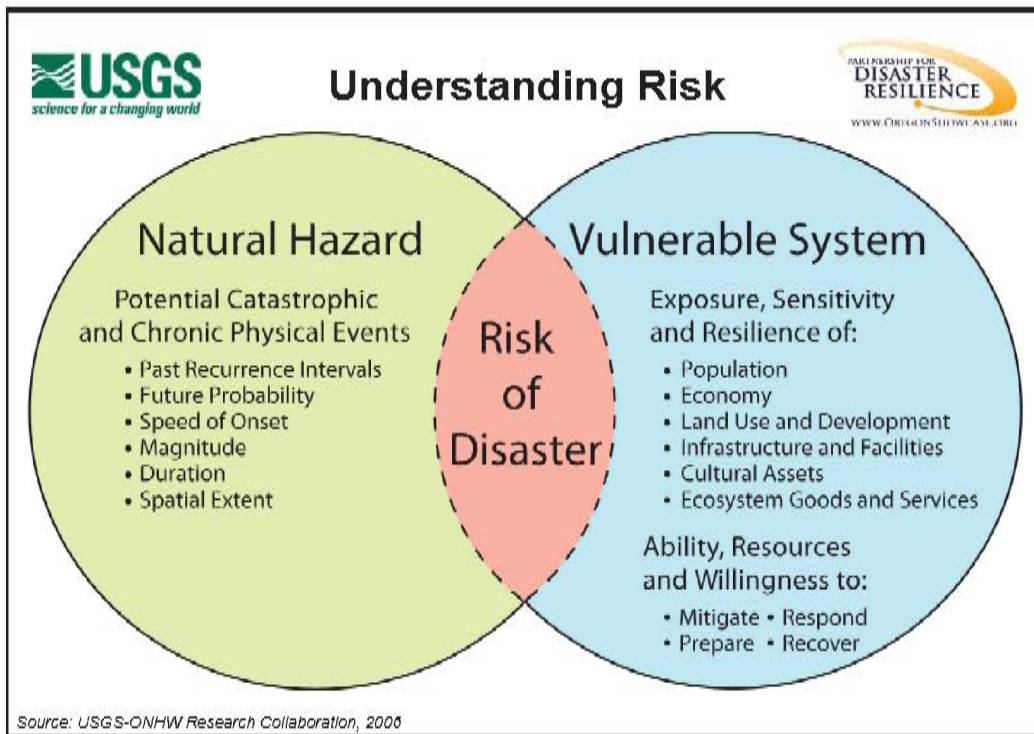 USGS
science for a changing world
Understanding Risk
PARTNERSHIP FOR
DISASTER
RESILIENCE
WWW.OREGONSHOWCASE.ORG
Natural Hazard
Potential Catastrophic
and Chronic Physical Events
• Past Recurrence Intervals
• Future Probability
• Speed of Onset
• Magnitude
• Duration
• Spatial Extent
Risk
of
Disaster
Vulnerable System
Exposure, Sensitivity
and Resilience of:
• Population
• Economy
• Land Use and Development
• Infrastructure and Facilities
• Cultural Assets
• Ecosystem Goods and Services
Ability, Resources
and Willingness to:
• Mitigate • Respond
• Prepare • Recover
Source: USGS-ONHW Research Collaboration, 2006